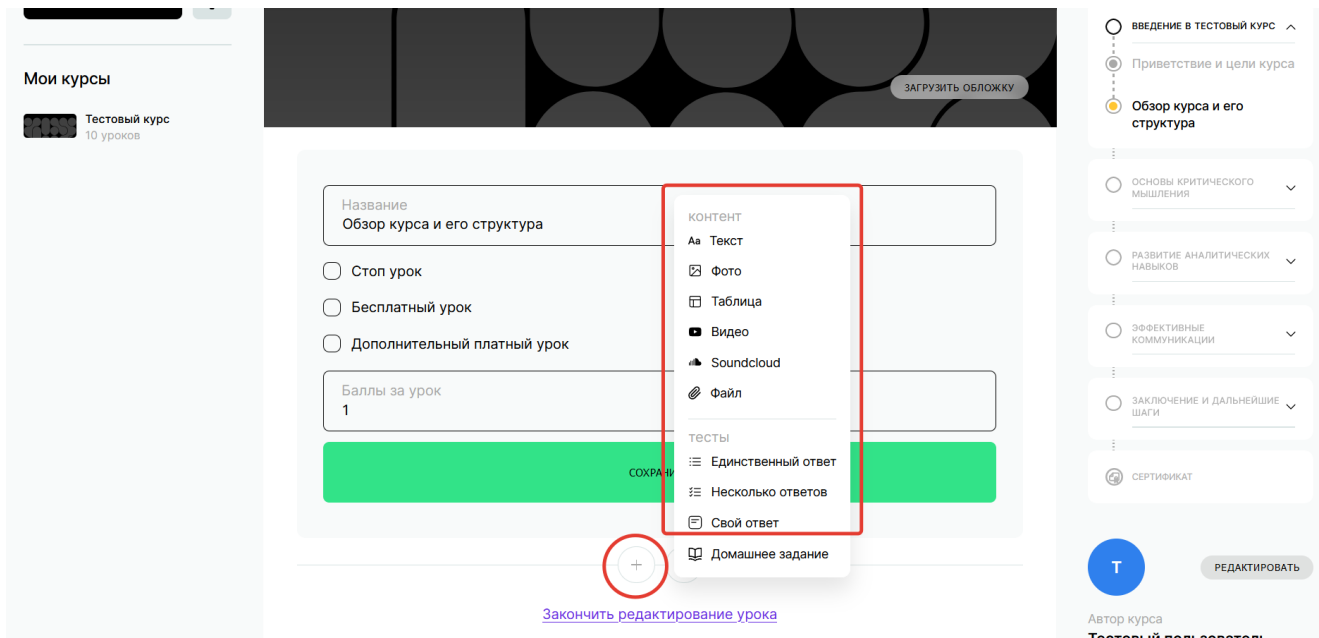 Мои курсы
Тестовый курс
10 уроков
ЗАГРУЗИТЬ ОБЛОЖКУ
Название
Обзор курса и его структура
Стоп урок
Бесплатный урок
Дополнительный платный урок
Баллы за урок
1
СОХРАНИ
контент
Aa Текст
Фото
Таблица
Видео
Soundcloud
Файл
тесты
Единственный ответ
Несколько ответов
Свой ответ
Домашнее задание
Закончить редактирование урока
ВВЕДЕНИЕ В ТЕСТОВЫЙ КУРС
Приветствие и цели курса
Обзор курса и его
структура
ОСНОВЫ КРИТИЧЕСКОГО
МЫШЛЕНИЯ
РАЗВИТИЕ АНАЛИТИЧЕСКИХ
НАВЫКОВ
ЭФФЕКТИВНЫЕ
КОММУНИКАЦИИ
ЗАКЛЮЧЕНИЕ И ДАЛЬНЕЙШИЕ
ШАГИ
СЕРТИФИКАТ
Т
РЕДАКТИРОВАТЬ
Автор курса
Тестовый пользователь